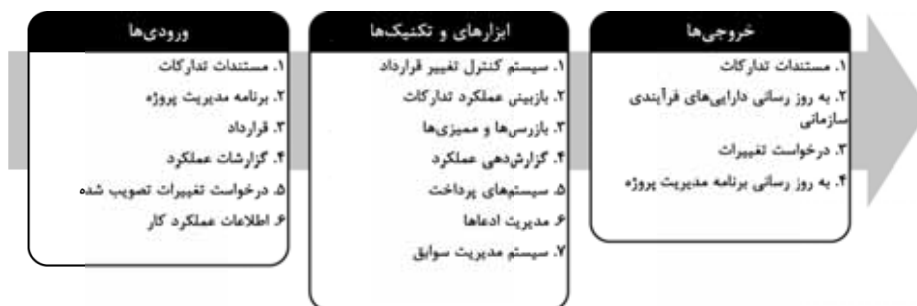 ورودی‌ها
۱. مستندات تدارکات
۲. برنامه مدیریت پروژه
۳. قرارداد
۴. گزارشات عملکرد
۵. درخواست تغییرات تصویب شده
۶. اطلاعات عملکرد کار
ابزارهای و تکنیک‌ها
۱. سیستم کنترل تغییر قرارداد
۲. بازبینی عملکرد تدارکات
۳. بازرسی‌ها و ممیزی‌ها
۴. گزارش‌دهی عملکرد
۵. سیستم‌های پرداخت
۶. مدیریت ادعاها
۷. سیستم مدیریت سوابق
خروجی‌ها
۱. مستندات تدارکات
۲. به روز رسانی دارایی‌های فرآیندی
سازمانی
۳. درخواست تغییرات
۴. به روز رسانی برنامه مدیریت پروژه